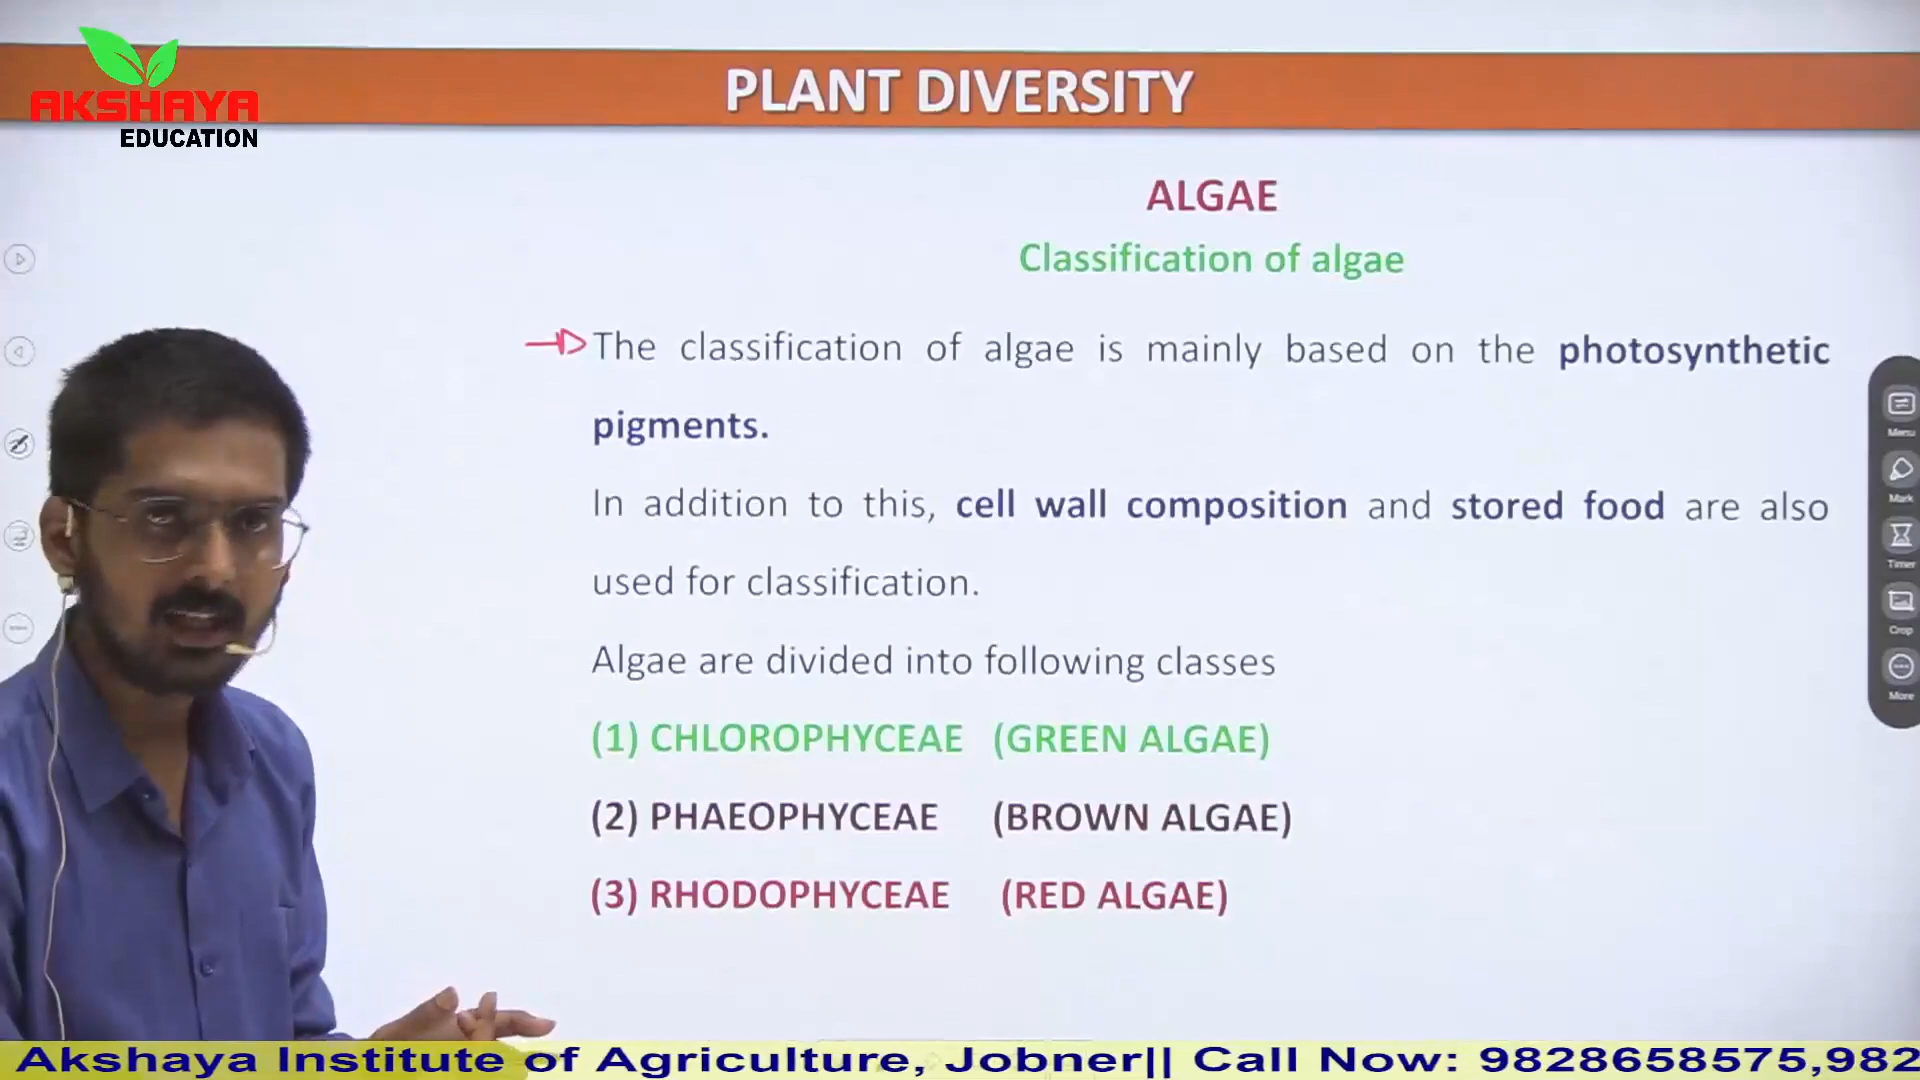 AKSHAYA
EDUCATION
PLANT DIVERSITY
ALGAE
Classification of algae
The classification of algae is mainly based on the photosynthetic
pigments.
In addition to this, cell wall composition and stored food are also
used for classification.
Algae are divided into following classes
(1) CHLOROPHYCEAE (GREEN ALGAE)
(2) PHAEOPHYCEAE (BROWN ALGAE)
(3) RHODOPHYCEAE (RED ALGAE)
Menu
Mark
Timer
Crop
More
Akshaya Institute of Agriculture, Jobner|| Call Now: 9828658575,982